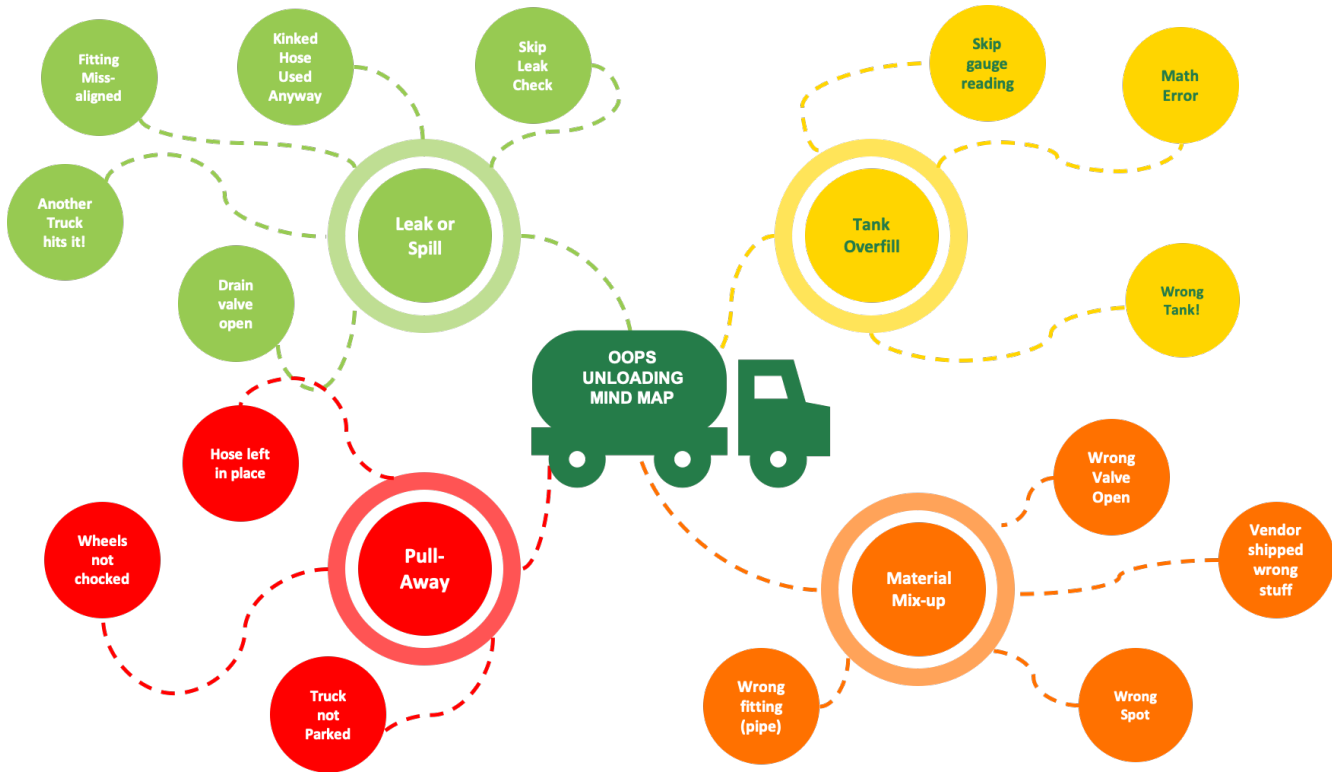 Fitting
Miss-
aligned
Kinked
Hose
Used
Anyway
Skip
Leak
Check
Another
Truck
hits it!
Leak or
Spill
Drain
valve
open
Skip
gauge
reading
Math
Error
Tank
Overfill
Wrong
Tank!
OOPS
UNLOADING
MIND MAP
Hose left
in place
Wheels
not
chocked
Pull-
Away
Truck
not
Parked
Wrong
Valve
Open
Vendor
shipped
wrong
stuff
Material
Mix-up
Wrong
fitting
(pipe)
Wrong
Spot